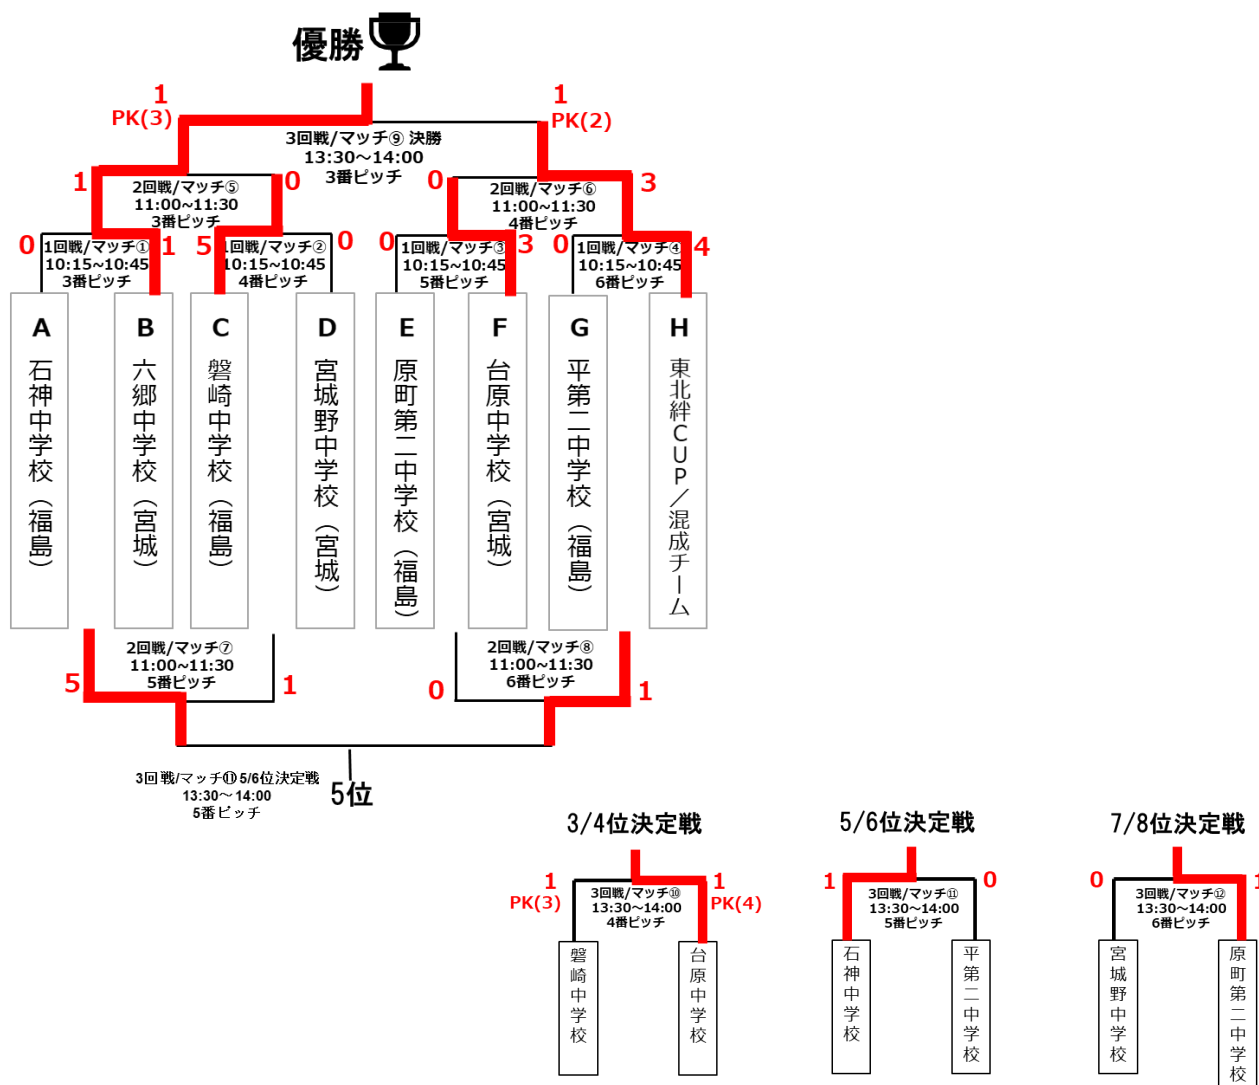 優勝
1
PK(3)
1
PK(2)
3回戦/マッチ⑨ 決勝
13:30～14:00
3番ピッチ
1
0
2回戦/マッチ⑤
11:00~11:30
3番ピッチ
0
3
2回戦/マッチ⑥
11:00~11:30
4番ピッチ
0
1
1回戦/マッチ①
10:15~10:45
3番ピッチ
5
0
1回戦/マッチ②
10:15~10:45
4番ピッチ
0
3
1回戦/マッチ③
10:15~10:45
5番ピッチ
0
4
1回戦/マッチ④
10:15~10:45
6番ピッチ
A
石神中学校（福島）
B
六郷中学校（宮城）
C
磐崎中学校（福島）
D
宮城野中学校（宮城）
E
原町第二中学校（福島）
F
台原中学校（宮城）
G
平第二中学校（福島）
H
東北絆CUP／混成チーム
2回戦/マッチ⑦
11:00~11:30
5番ピッチ
5
1
2回戦/マッチ⑧
11:00~11:30
6番ピッチ
0
1
3回戦/マッチ⑪ 5/6位決定戦
13:30～14:00
5番ピッチ
5位
3/4位決定戦
1
PK(3)
1
PK(4)
3回戦/マッチ⑩
13:30~14:00
4番ピッチ
磐崎中学校
台原中学校
5/6位決定戦
1
0
3回戦/マッチ⑪
13:30~14:00
5番ピッチ
石神中学校
平第二中学校
7/8位決定戦
0
1
3回戦/マッチ⑫
13:30~14:00
6番ピッチ
宮城野中学校
原町第二中学校